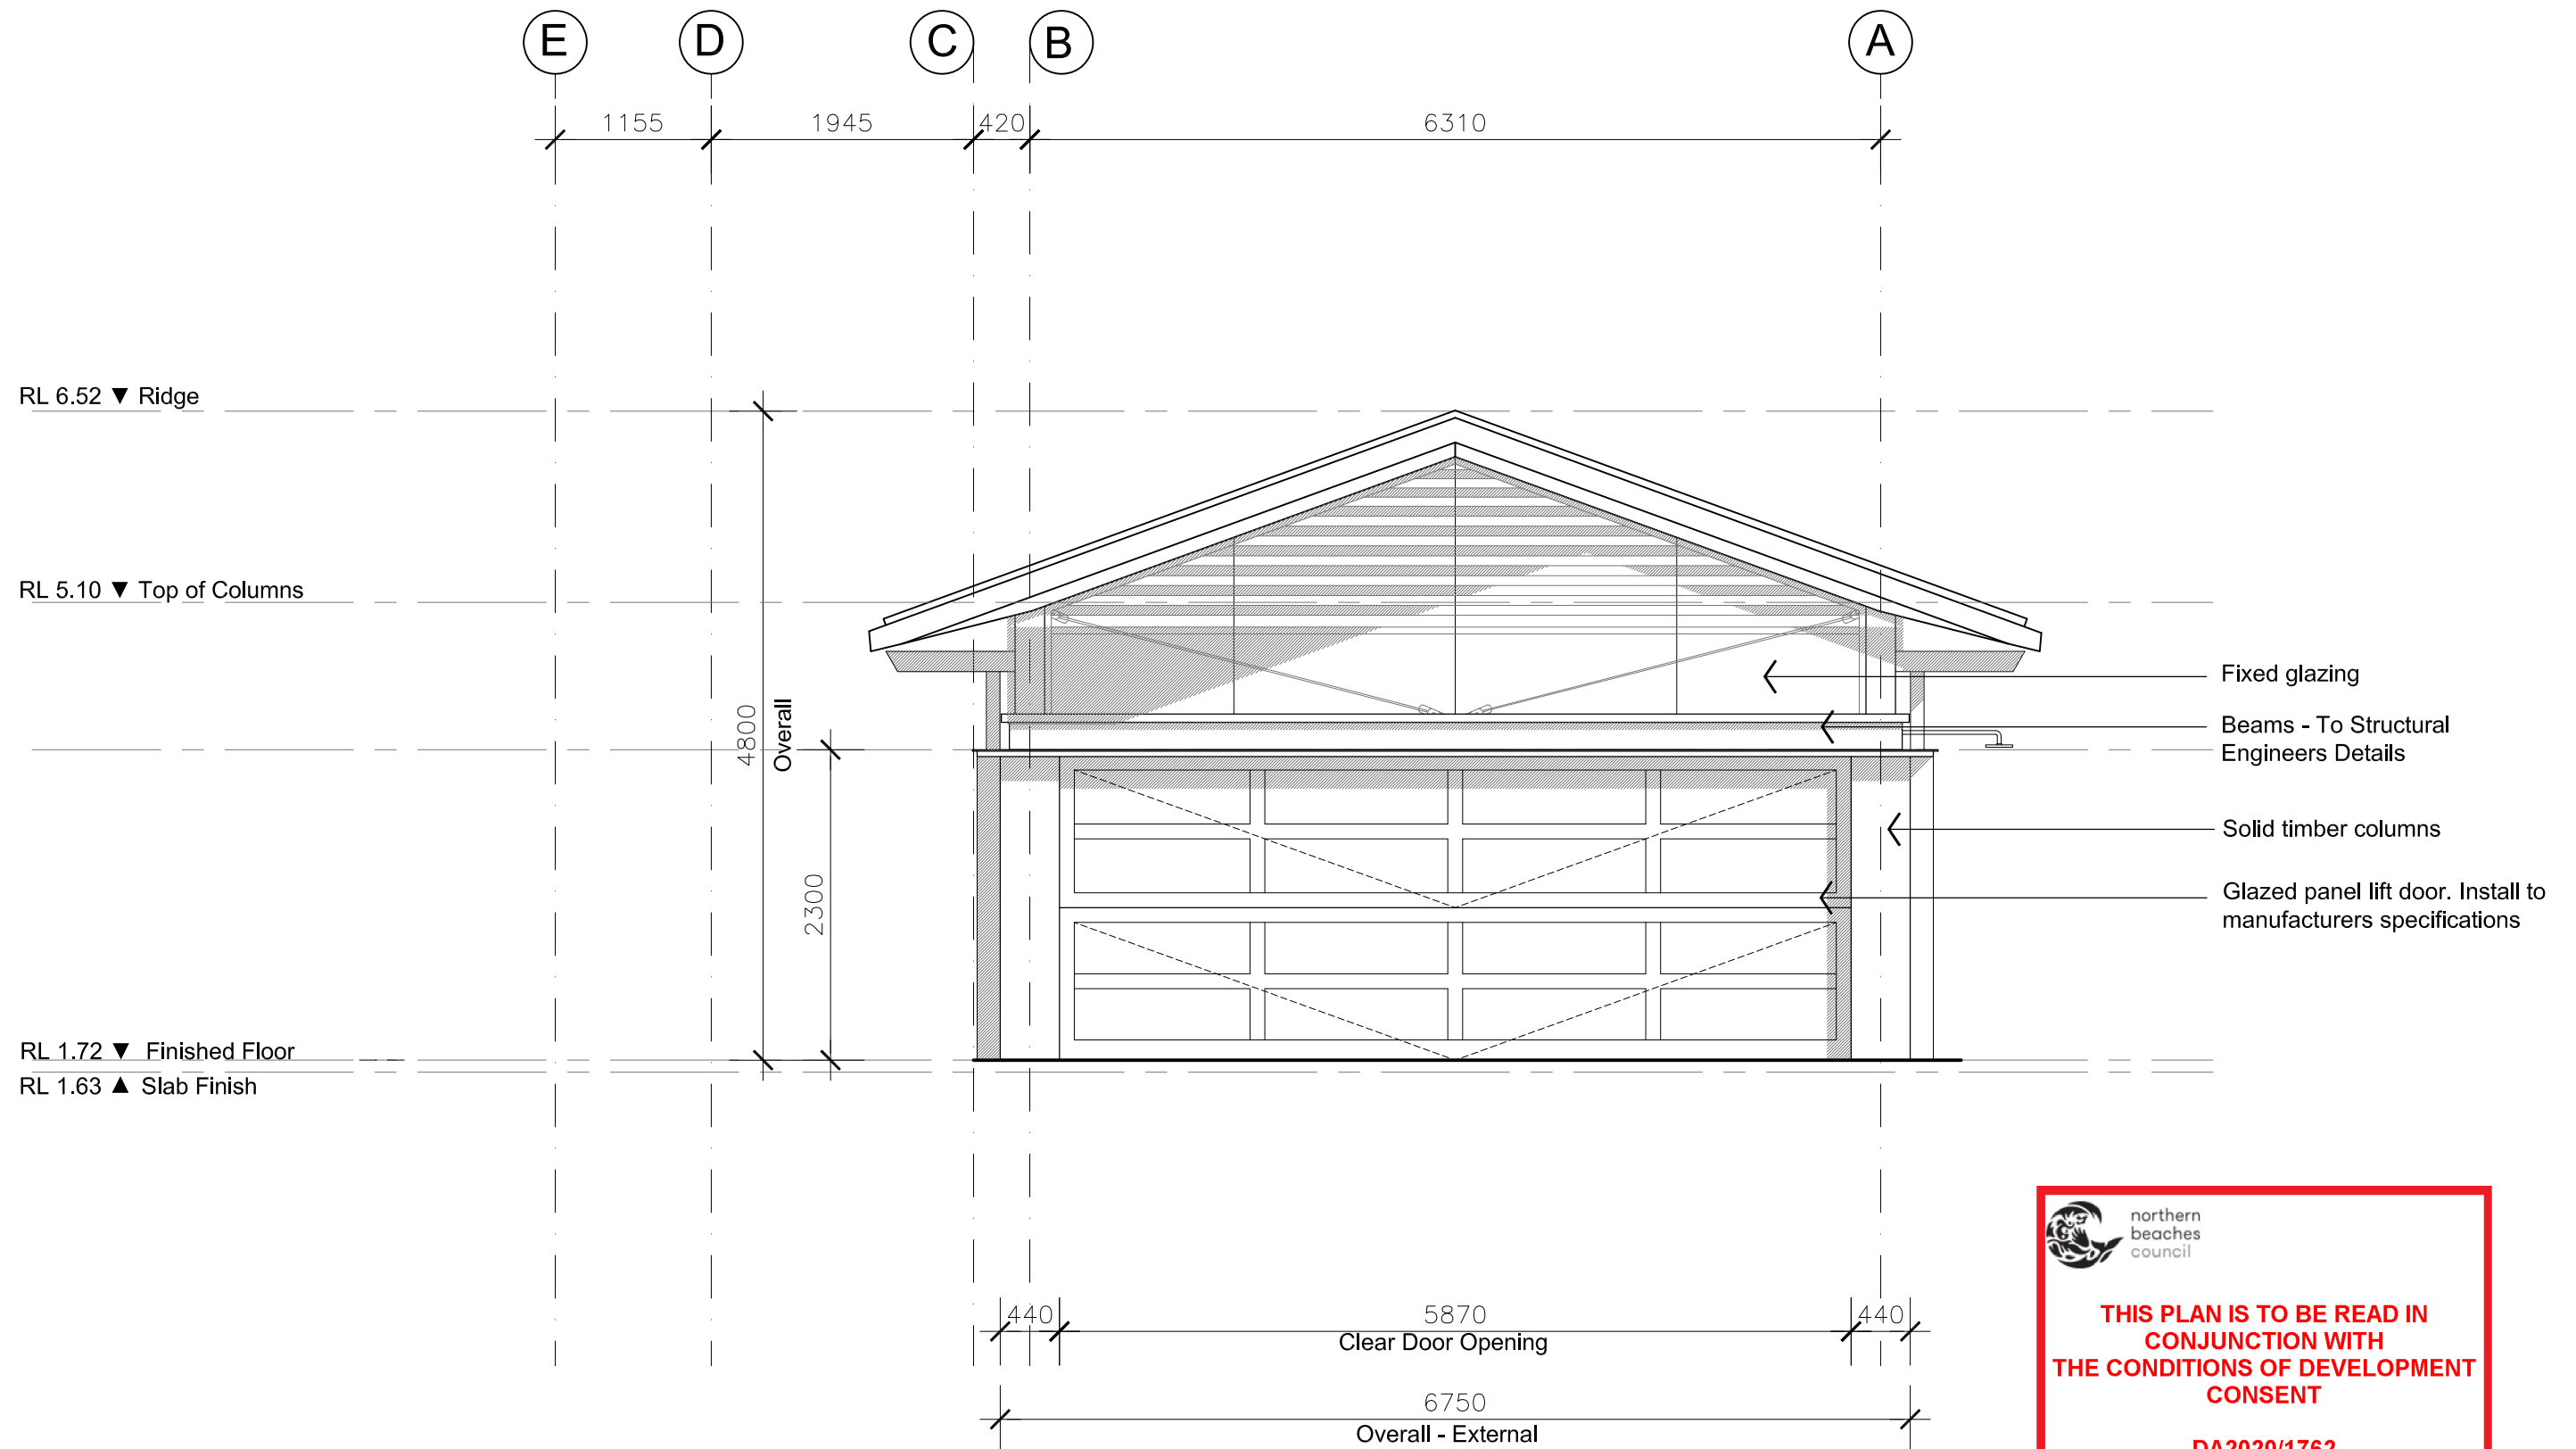 E D C B A
1155 1945 420 6310
RL 6.52 ▼ Ridge
RL 5.10 ▼ Top of Columns
4800
Overall
2300
RL 1.72 ▼ Finished Floor
RL 1.63 ▲ Slab Finish
Fixed glazing
Beams - To Structural
Engineers Details
Solid timber columns
Glazed panel lift door. Install to
manufacturers specifications
440 5870 440
Clear Door Opening
6750
Overall - External
northern
beaches
council
THIS PLAN IS TO BE READ IN
CONJUNCTION WITH
THE CONDITIONS OF DEVELOPMENT
CONSENT
DA2020/1762